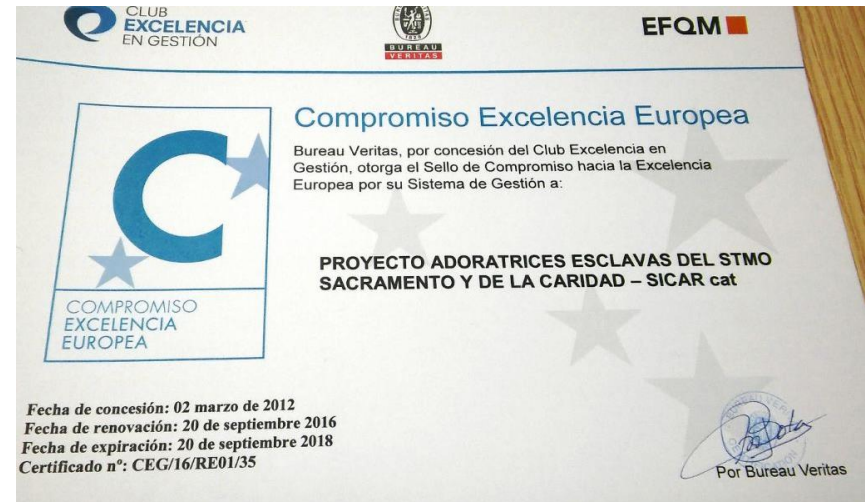 CLUB
EXCELENCIA
EN GESTIÓN
BUREAU
VERITAS
EFQM
Compromiso Excelencia Europea
Bureau Veritas, por concesión del Club Excelencia en
Gestión, otorga el Sello de Compromiso hacia la Excelencia
Europea por su Sistema de Gestión a:
PROYECTO ADORATRICES ESCLAVAS DEL STMO
SACRAMENTO Y DE LA CARIDAD – SICAR cat
C
COMPROMISO
EXCELENCIA
EUROPEA
Fecha de concesión: 02 marzo de 2012
Fecha de renovación: 20 de septiembre 2016
Fecha de expiración: 20 de septiembre 2018
Certificado nº: CEG/16/RE01/35
Por Bureau Veritas